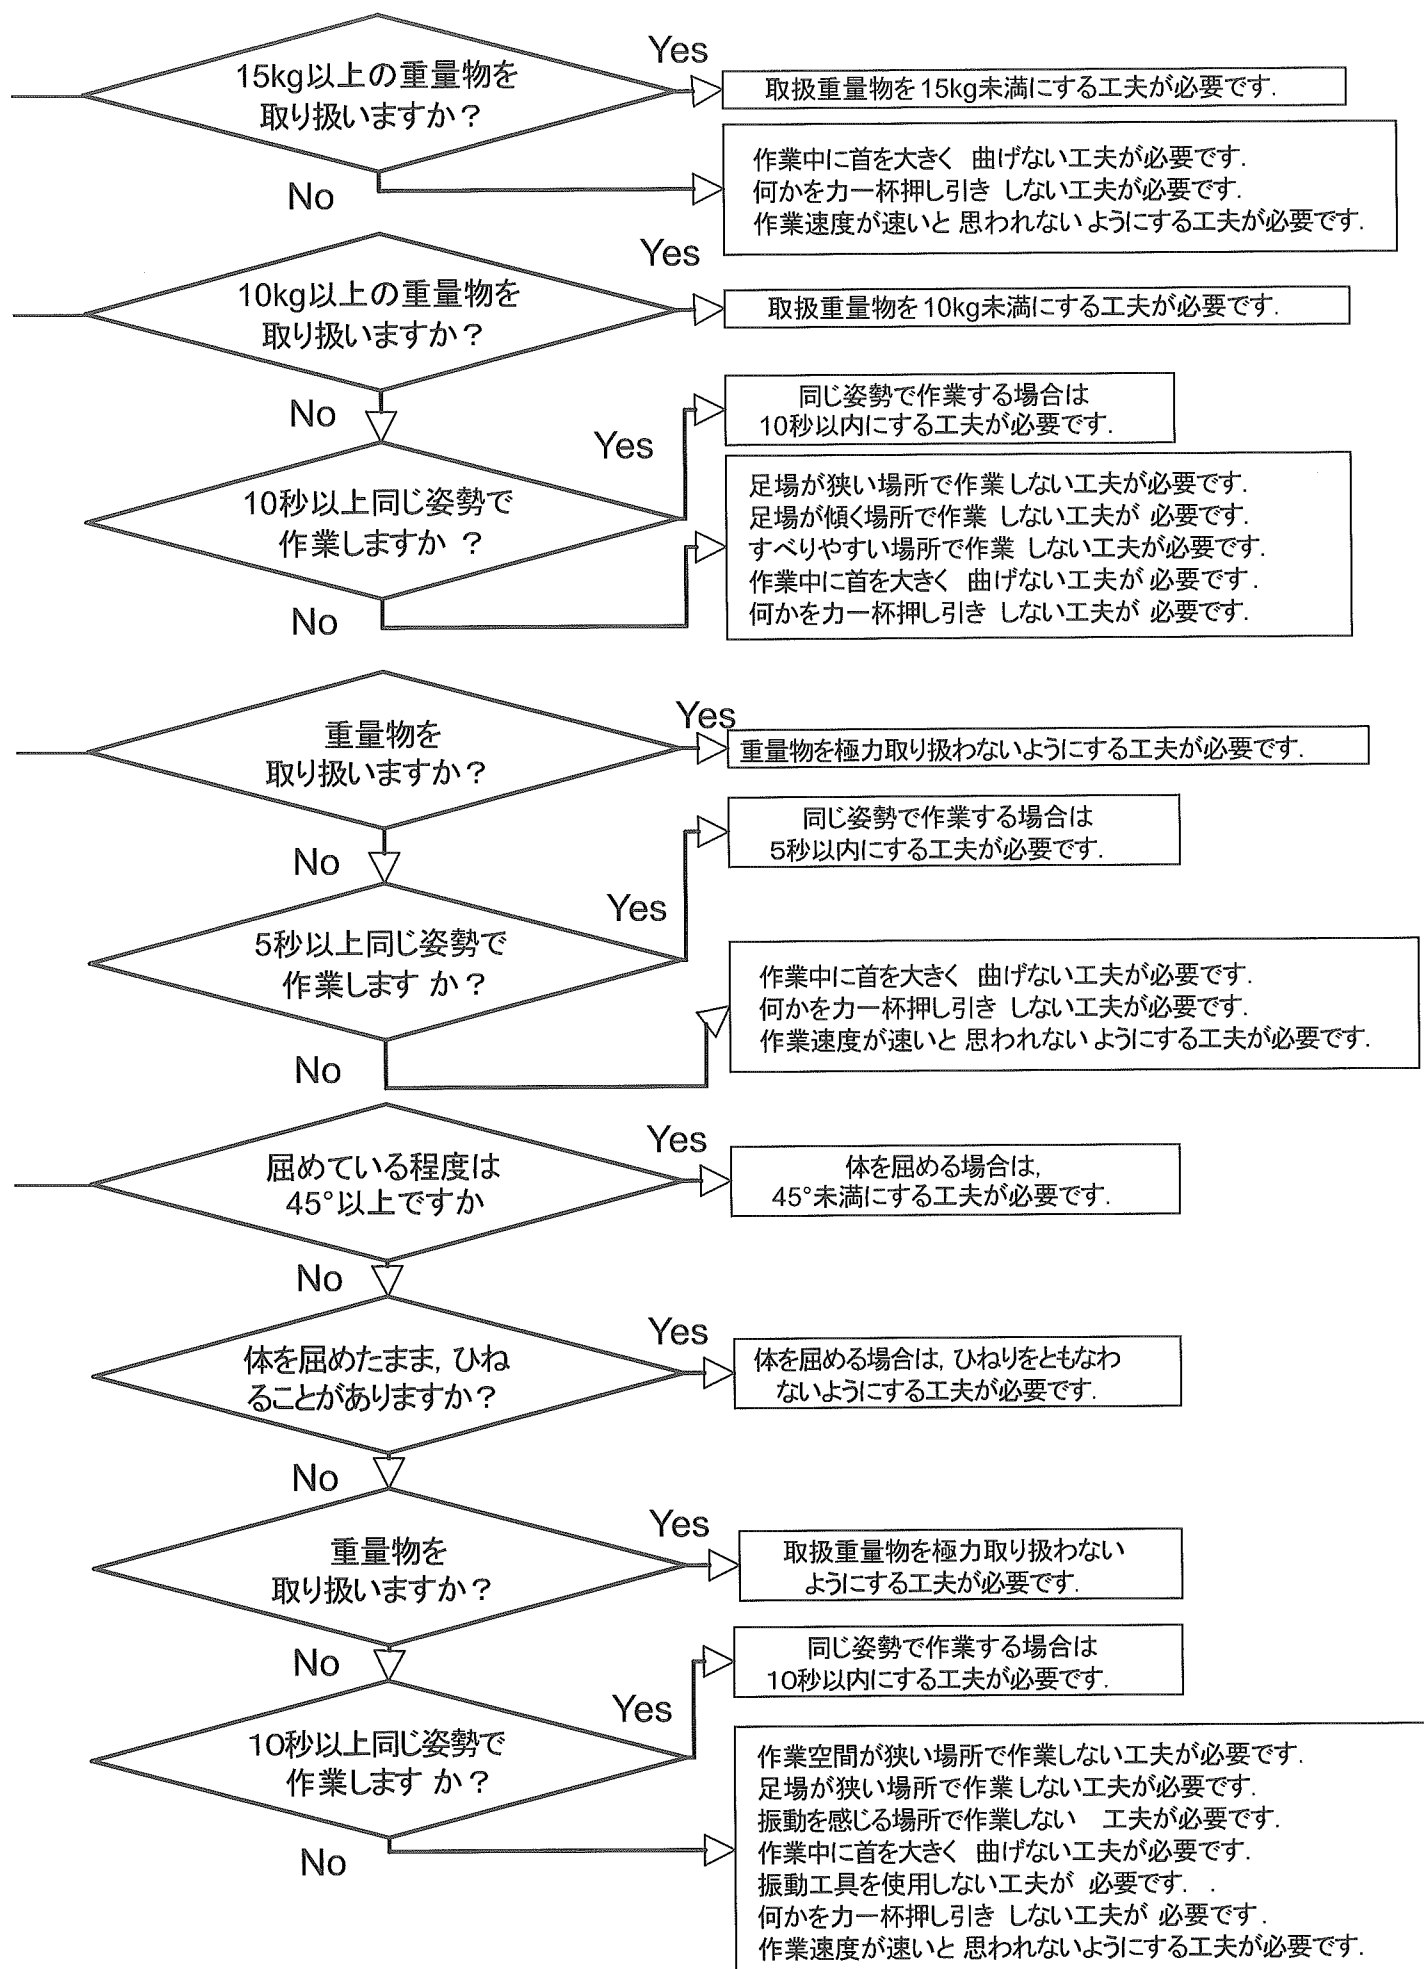 15kg以上の重量物を
取り扱いますか？
Yes
取扱重量物を15kg未満にする工夫が必要です.
No
作業中に首を大きく 曲げない工夫が必要です.
何かを力一杯押し引き しない工夫が必要です.
作業速度が速いと 思われない ようにする工夫が必要です.
10kg以上の重量物を
取り扱いますか？
Yes
取扱重量物を10kg未満にする工夫が必要です.
No
10秒以上同じ姿勢で
作業しますか ？
Yes
同じ姿勢で作業する場合は
10秒以内にする工夫が必要です.
No
足場が狭い場所で作業 しない工夫が必要です.
足場が傾く場所で作業 しない工夫が 必要です.
すべりやすい場所で作業 しない工夫が必要です.
作業中に首を大きく 曲げない工夫が 必要です.
何かを力一杯押し引き しない工夫が 必要です.
重量物を
取り扱いますか？
Yes
重量物を極力取り扱わないようにする工夫が必要です.
No
5秒以上同じ姿勢で
作業します か？
Yes
同じ姿勢で作業する場合は
5秒以内にする工夫が必要です.
No
作業中に首を大きく 曲げない工夫が必要です.
何かを力一杯押し引き しない工夫が必要です.
作業速度が速いと 思われない ようにする工夫が必要です.
屈めている程度は
45°以上ですか
Yes
体を屈める場合は,
45°未満にする工夫が必要です.
No
体を屈めたまま, ひね
ることがありますか？
Yes
体を屈める場合は, ひねりをともなわ
ないようにする工夫が必要です.
No
重量物を
取り扱いますか？
Yes
取扱重量物を極力取り扱わない
ようにする工夫が必要です.
No
10秒以上同じ姿勢で
作業します か？
Yes
同じ姿勢で作業する場合は
10秒以内にする工夫が必要です.
No
作業空間が狭い場所で作業しない工夫が必要です.
足場が狭い場所で作業 しない工夫が必要です.
振動を感じる場所で作業しない 工夫が必要です.
作業中に首を大きく 曲げない工夫が必要です.
振動工具を使用しない工夫が 必要です. .
何かを力一杯押し引き しない工夫が 必要です.
作業速度が速いと 思われないようにする工夫が必要です.